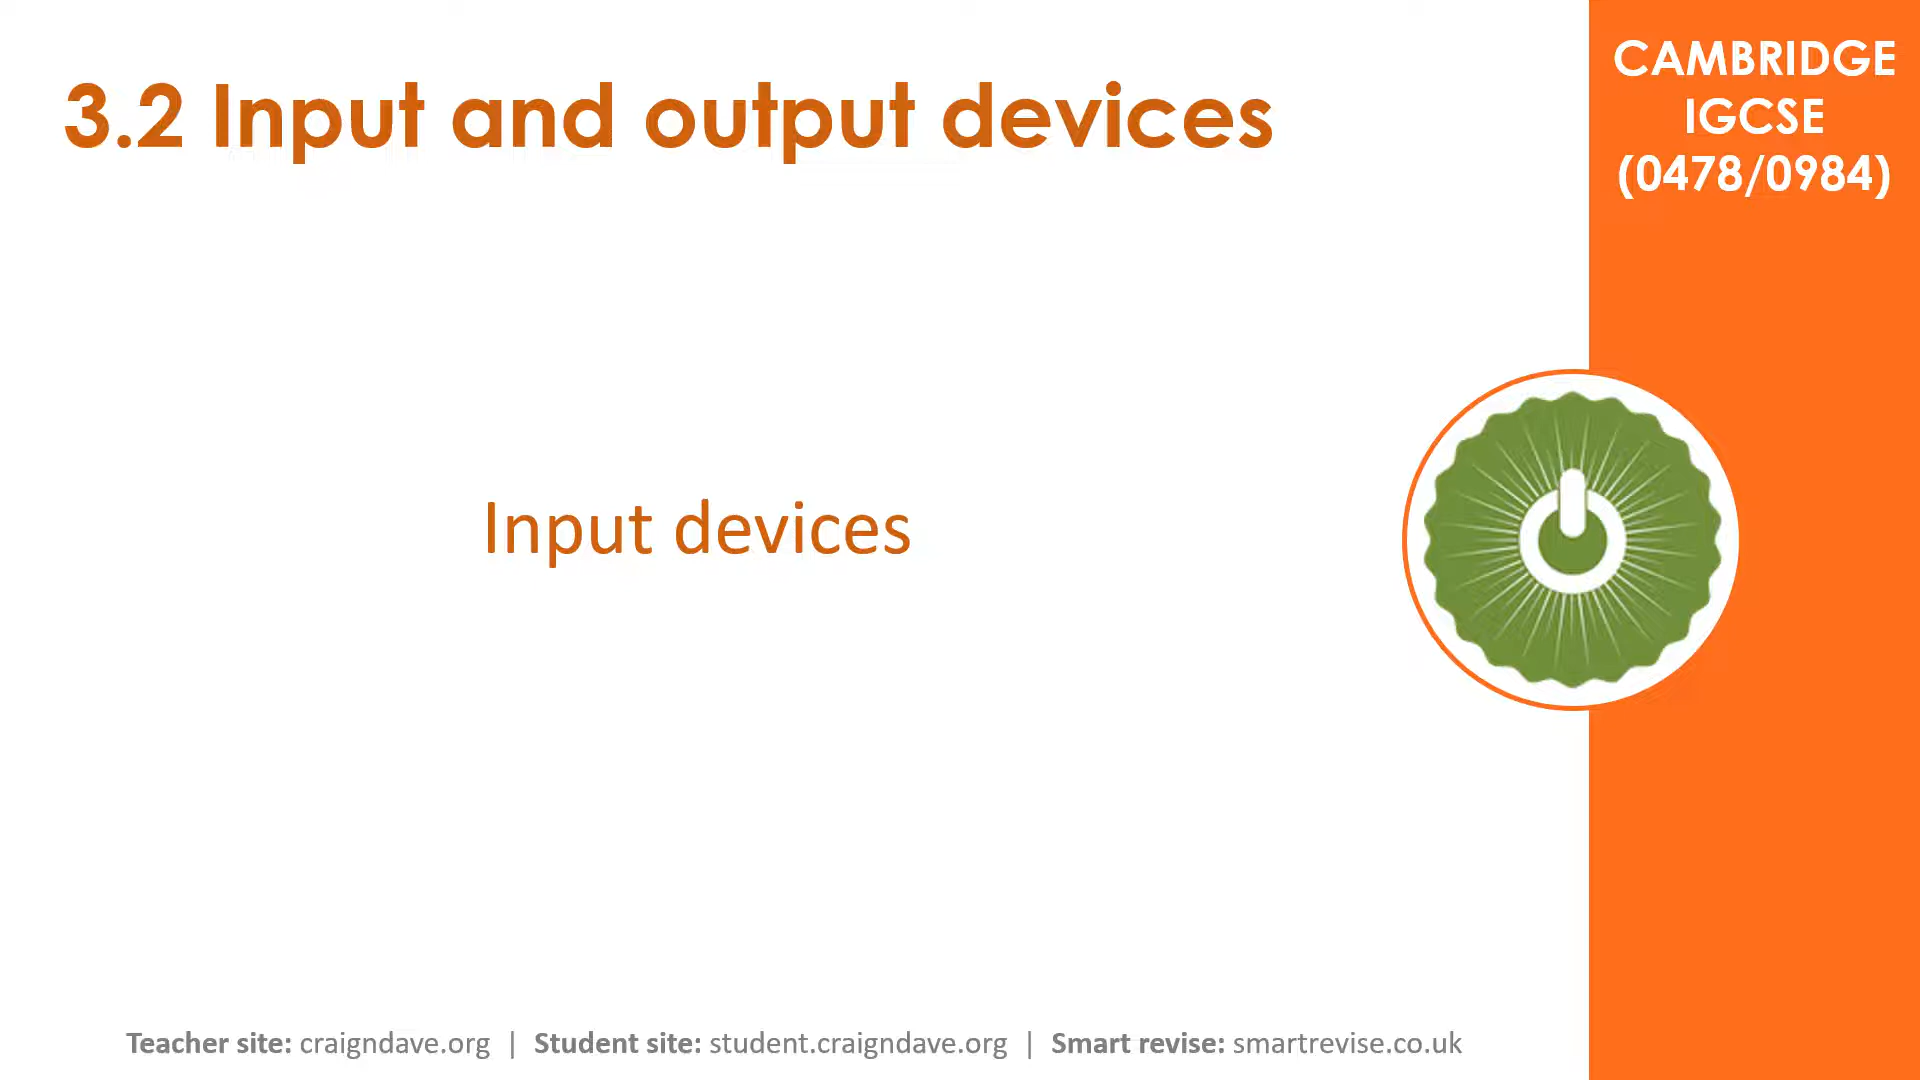 3.2 Input and output devices
CAMBRIDGE
IGCSE
(0478/0984)
Input devices
Teacher site: craigndave.org | Student site: student.craigndave.org | Smart revise: smartrevise.co.uk